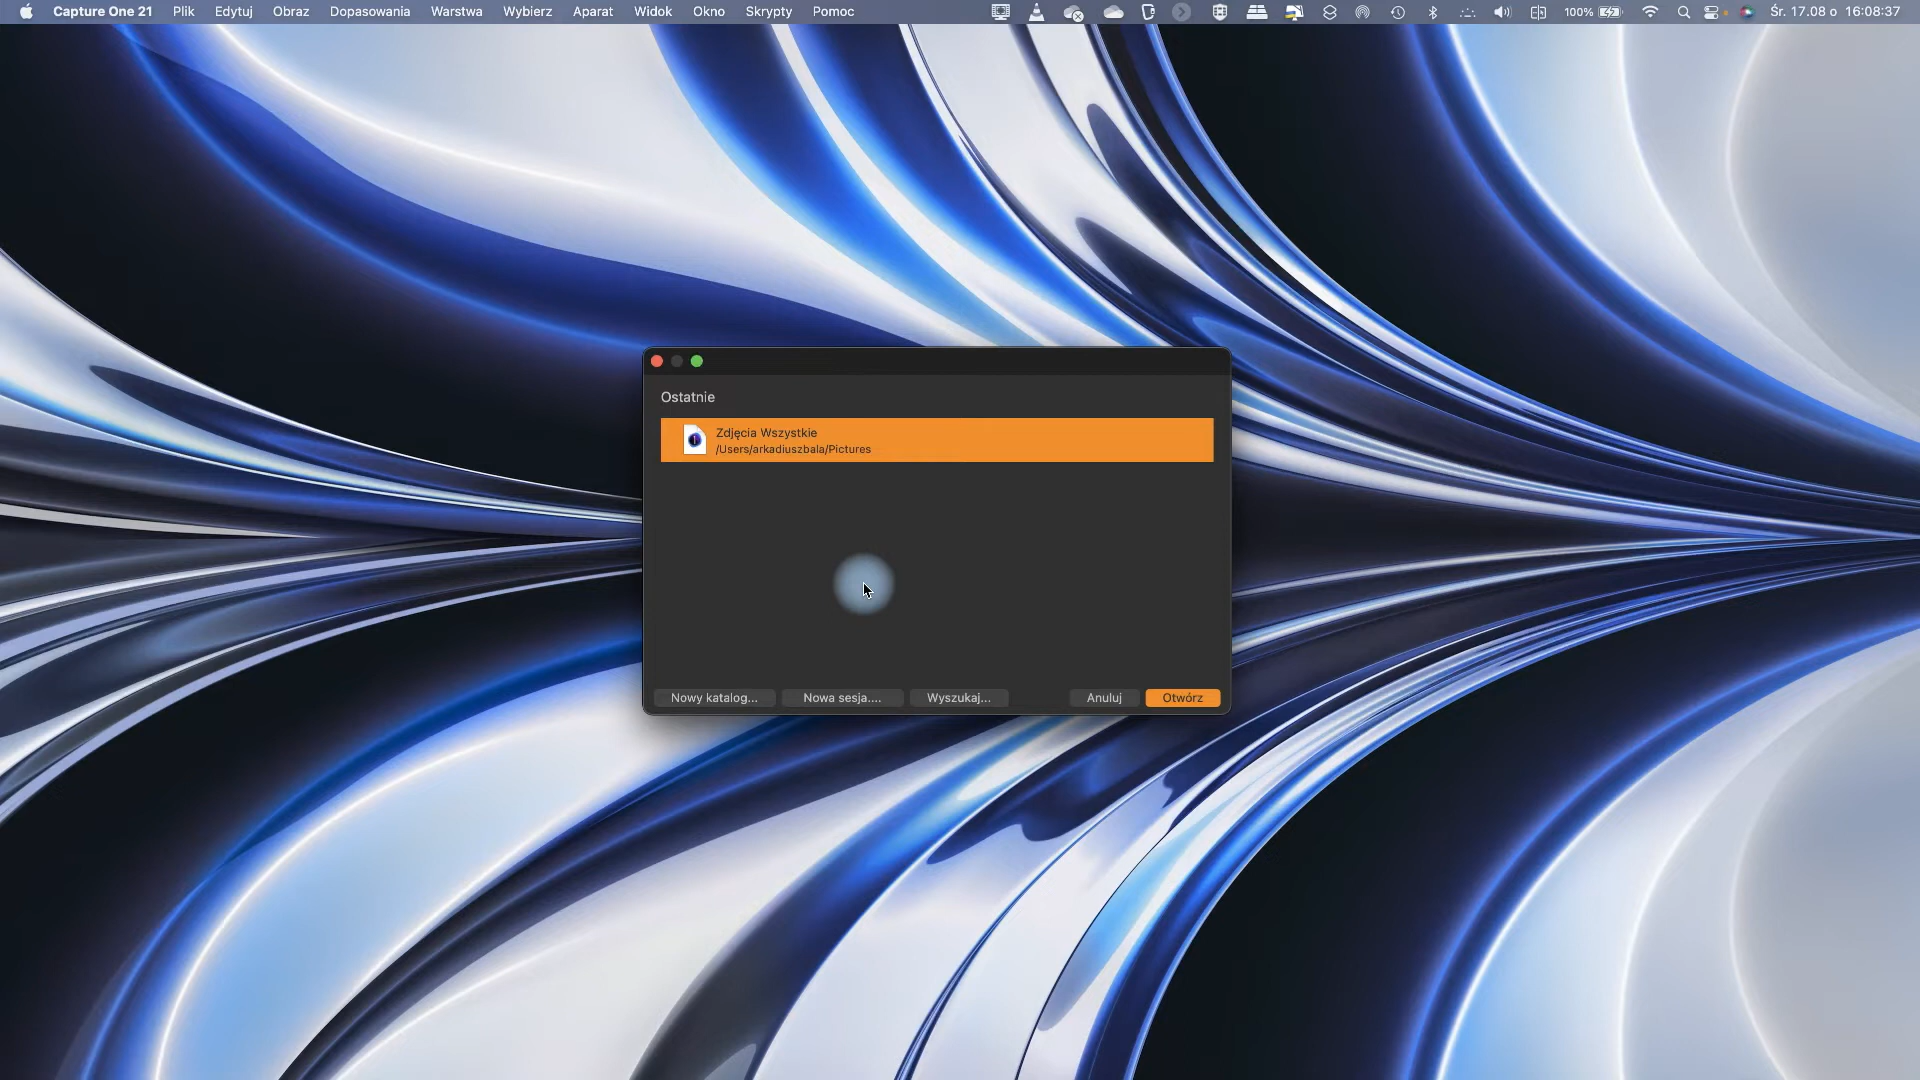 Capture One 21 Plik Edytuj Obraz Dopasowania Warstwa Wybierz Aparat Widok Okno Skrypty Pomoc 100% Śr. 17.08 o 16:08:37
Ostatnie
Zdjęcia Wszystkie
/Users/arkadiuszbala/Pictures
Nowy katalog... Nowa sesja.... Wyszukaj... Anuluj Otwórz